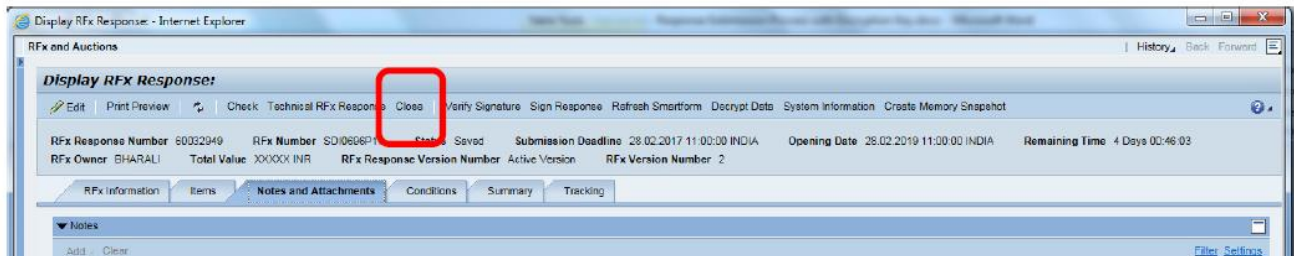 Display RFx Response: - Internet Explorer
RFx and Auctions | History Back Forward
Display RFx Response:
Edit | Print Preview | Check Technical RFx Response Close | Verify Signature Sign Response Refresh Smartform Decrypt Data System Information Create Memory Snapshot
RFx Response Number 60032949 RFx Number SDI0696P1 Status Saved Submission Deadline 28.02.2017 11:00:00 INDIA Opening Date 28.02.2019 11:00:00 INDIA Remaining Time 4 Days 00:46:03
RFx Owner BHARALI Total Value XXXXX INR RFx Response Version Number Active Version RFx Version Number 2
RFx Information Items Notes and Attachments Conditions Summary Tracking
Notes
Add Clear Filter Settings